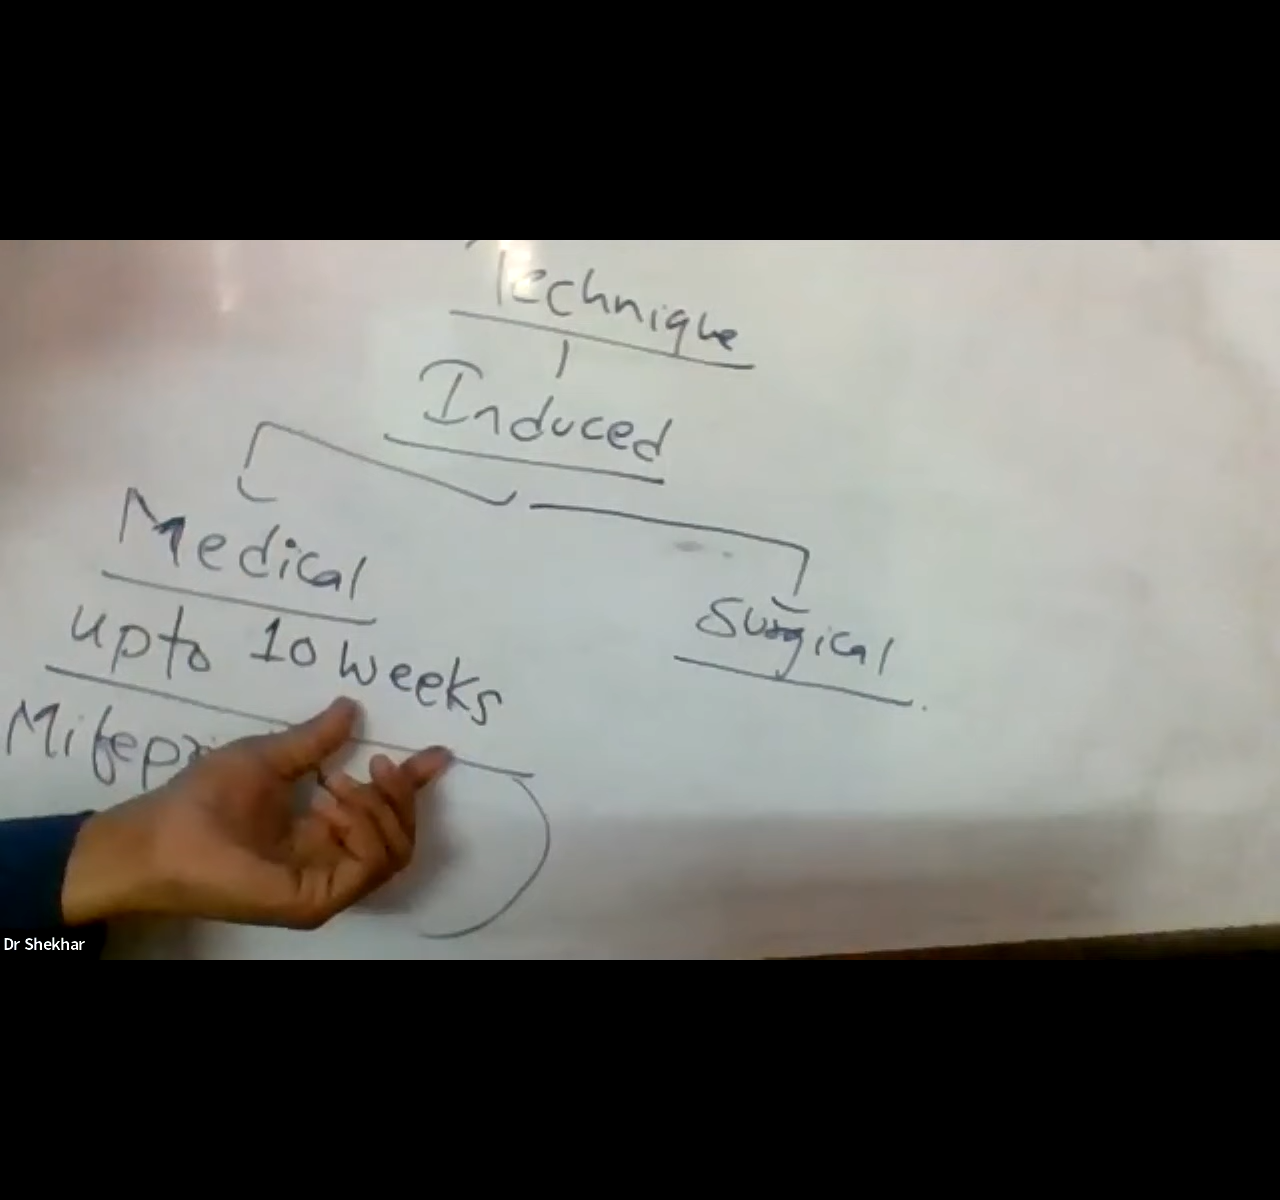 Technique
Induced
Medical
Surgical
upto 10 weeks
Dr Shekhar